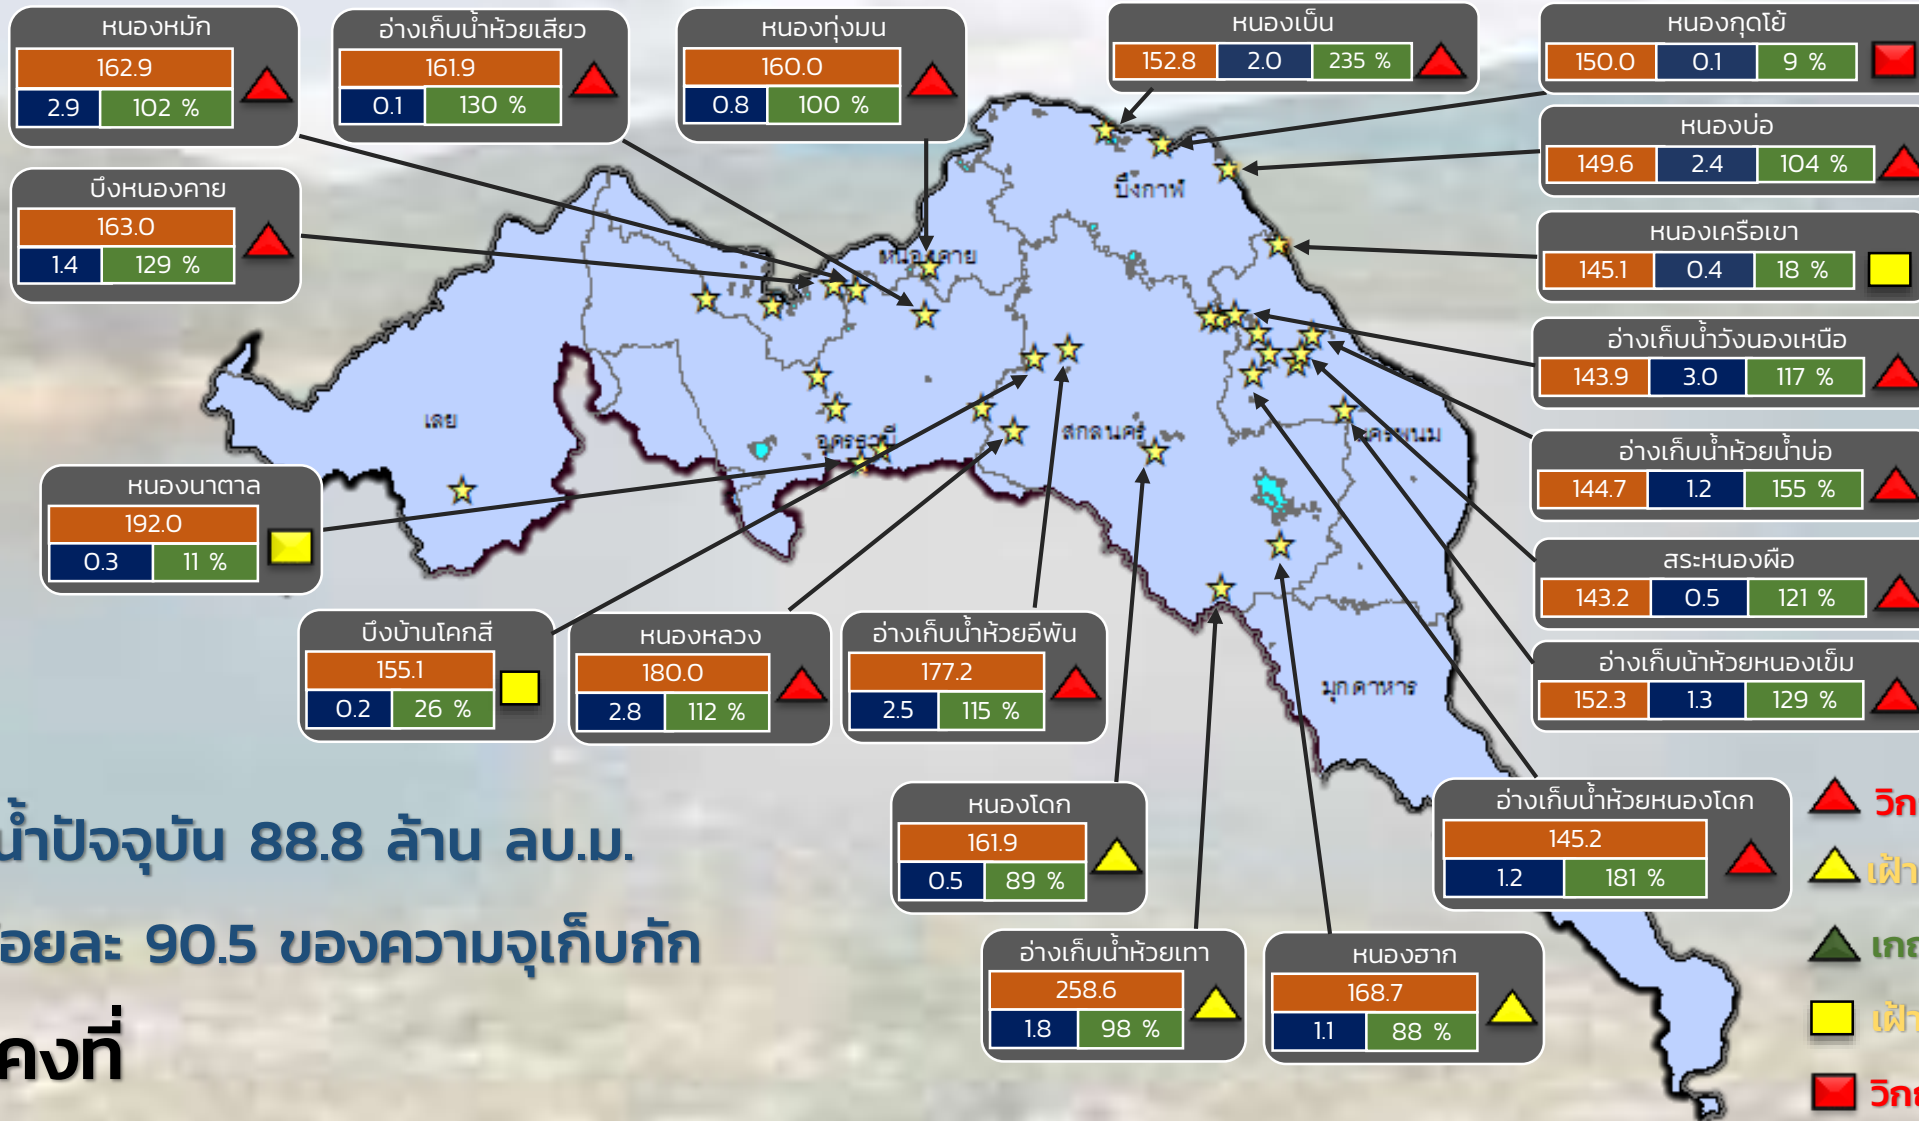 หนองหมัก
162.9
2.9 102 %
อ่างเก็บน้ำห้วยเสียว
161.9
0.1 130 %
หนองทุ่งมน
160.0
0.8 100 %
หนองเบ็น
152.8 2.0 235 %
หนองกุดโย้
150.0 0.1 9 %
หนองบ่อ
149.6 2.4 104 %
บึงหนองคาย
163.0
1.4 129 %
หนองเครือเขา
145.1 0.4 18 %
อ่างเก็บน้ำวังนองเหนือ
143.9 3.0 117 %
อ่างเก็บน้ำห้วยน้ำบ่อ
144.7 1.2 155 %
สระหนองผือ
143.2 0.5 121 %
อ่างเก็บน้ำห้วยหนองเข็ม
152.3 1.3 129 %
บึงกาฬ
หนองคาย
เลย
อุดรธานี
สกลนคร
นครพนม
มุกดาหาร
หนองนาตาล
192.0
0.3 11 %
บึงบ้านโคกสี
155.1
0.2 26 %
หนองหลวง
180.0
2.8 112 %
อ่างเก็บน้ำห้วยอีพัน
177.2
2.5 115 %
หนองโดก
161.9
0.5 89 %
อ่างเก็บน้ำห้วยหนองโดก
145.2
1.2 181 %
อ่างเก็บน้ำห้วยเทา
258.6
1.8 98 %
หนองฮาก
168.7
1.1 88 %
น้ำปัจจุบัน 88.8 ล้าน ลบ.ม.
อยละ 90.5 ของความจุเก็บกัก
คงที่
วิก
เฝ้า
เกณ
เฝ้า
วิกฤ